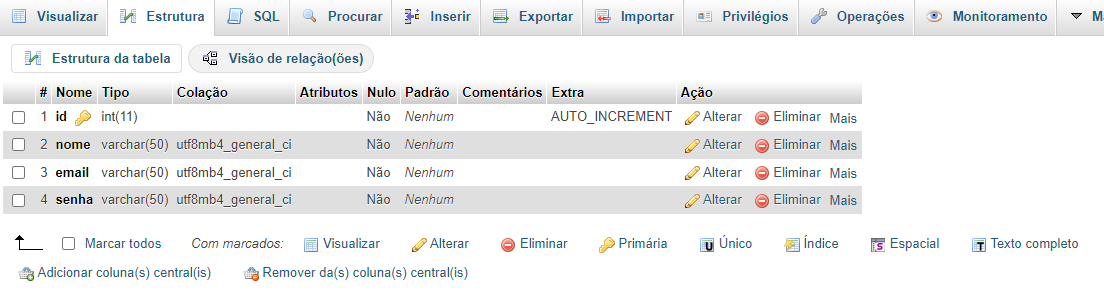 Visualizar Estrutura SQL Procurar Inserir Exportar Importar Privilégios Operações Monitoramento
Estrutura da tabela Visão de relação(ões)
# Nome Tipo Colação Atributos Nulo Padrão Comentários Extra Ação
1 id int(11) Não Nenhum AUTO_INCREMENT Alterar Eliminar Mais
2 nome varchar(50) utf8mb4_general_ci Não Nenhum Alterar Eliminar Mais
3 email varchar(50) utf8mb4_general_ci Não Nenhum Alterar Eliminar Mais
4 senha varchar(50) utf8mb4_general_ci Não Nenhum Alterar Eliminar Mais
Marcar todos Com marcados: Visualizar Alterar Eliminar Primária Único Índice Espacial Texto completo
Adicionar coluna(s) central(is) Remover da(s) coluna(s) central(is)